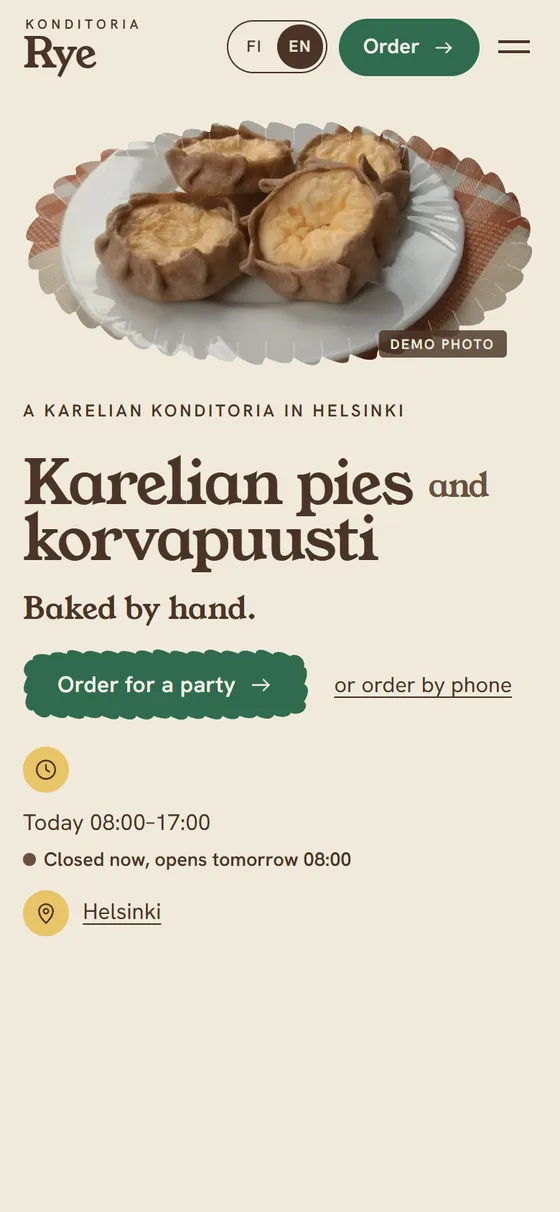 KONDITORIA
Rye
FI
EN
Order →
DEMO PHOTO
A KARELIAN KONDITORIA IN HELSINKI
Karelian pies and
korvapuusti
Baked by hand.
Order for a party →
or order by phone
Today 08:00–17:00
Closed now, opens tomorrow 08:00
Helsinki